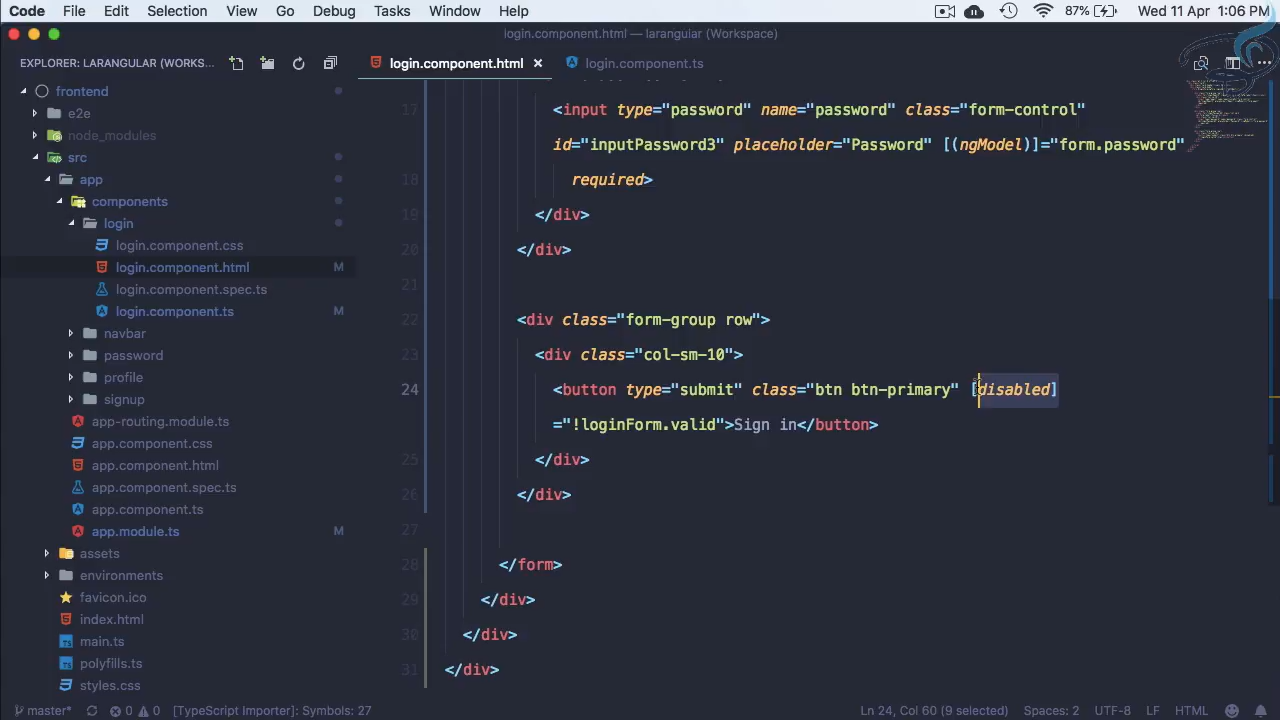 Code File Edit Selection View Go Debug Tasks Window Help 87% Wed 11 Apr 1:06 PM
login.component.html — larangular (Workspace)
EXPLORER: LARANGULAR (WORKS... login.component.html login.component.ts
frontend
e2e
node_modules
src
app
components
login
login.component.css
login.component.html M
login.component.spec.ts
login.component.ts M
navbar
password
profile
signup
app-routing.module.ts
app.component.css
app.component.html
app.component.spec.ts
app.component.ts
app.module.ts M
assets
environments
favicon.ico
index.html
main.ts
polyfills.ts
styles.css
17 <input type="password" name="password" class="form-control"
id="inputPassword3" placeholder="Password" [(ngModel)]="form.password"
18 required>
19 </div>
20 </div>
21
22 <div class="form-group row">
23 <div class="col-sm-10">
24 <button type="submit" class="btn btn-primary" [disabled]
="!loginForm.valid">Sign in</button>
25 </div>
26 </div>
27
28 </form>
29 </div>
30 </div>
31 </div>
master* 0 0 [TypeScript Importer]: Symbols: 27 Ln 24, Col 60 (9 selected) Spaces: 2 UTF-8 LF HTML